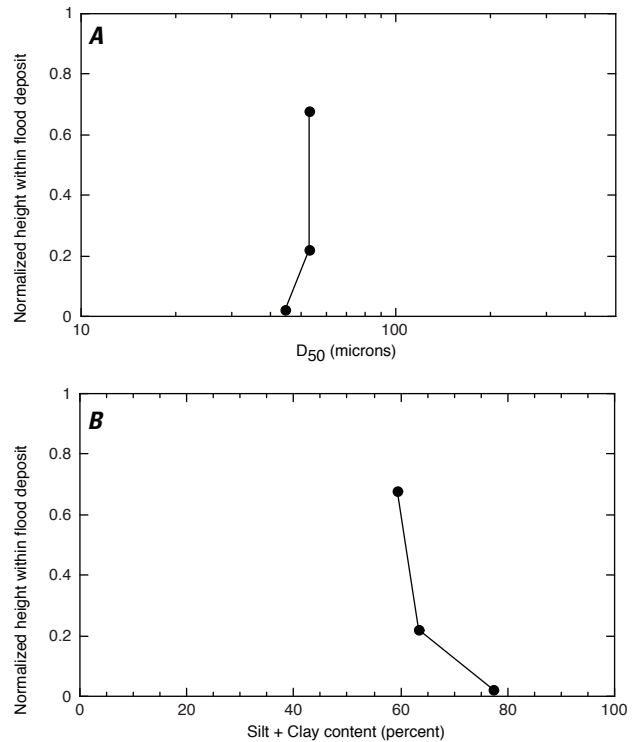 A
Normalized height within flood deposit
1
0.8
0.6
0.4
0.2
0
10
100
D50 (microns)
B
Normalized height within flood deposit
1
0.8
0.6
0.4
0.2
0
0 20 40 60 80 100
Silt + Clay content (percent)